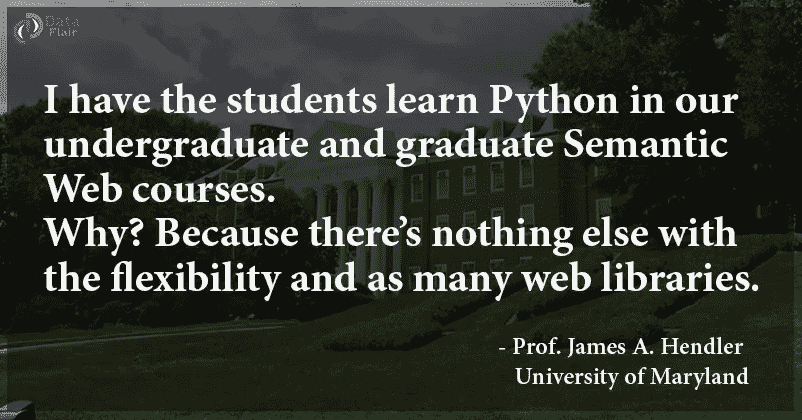 Data
Flair
I have the students learn Python in our
undergraduate and graduate Semantic
Web courses.
Why? Because there’s nothing else with
the flexibility and as many web libraries.
- Prof. James A. Hendler
University of Maryland